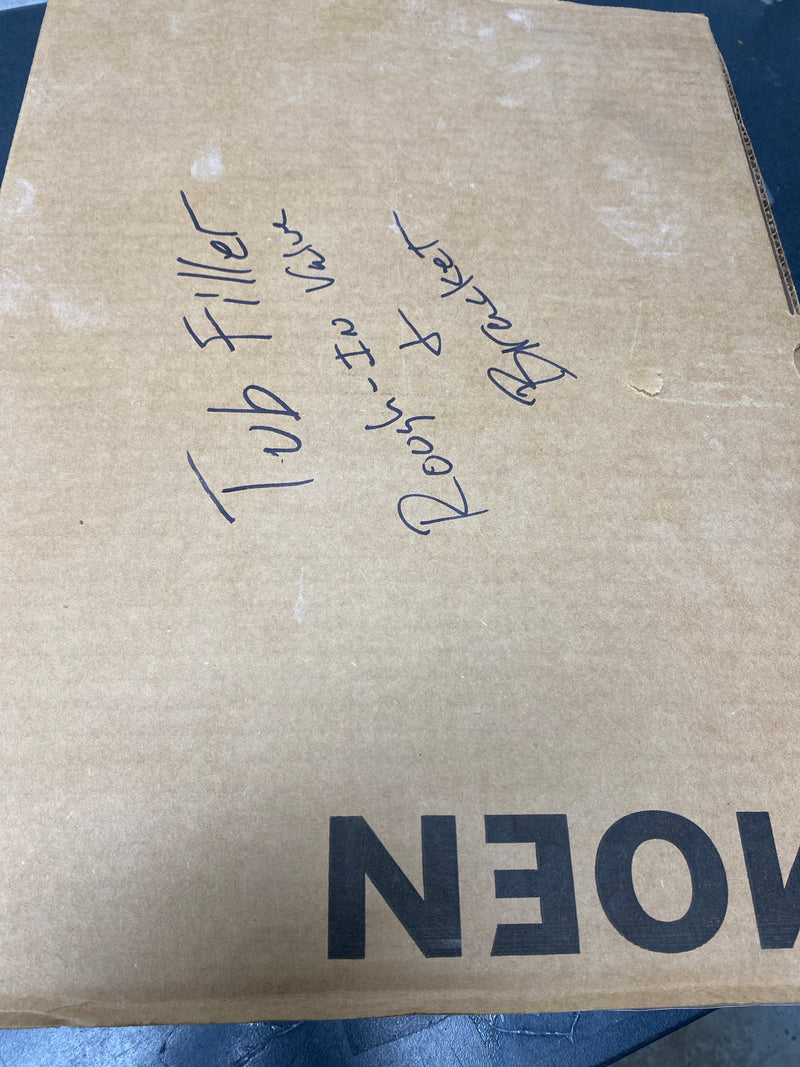 Tub Filler
Rough-In Valve
&
Bracket
MOEN